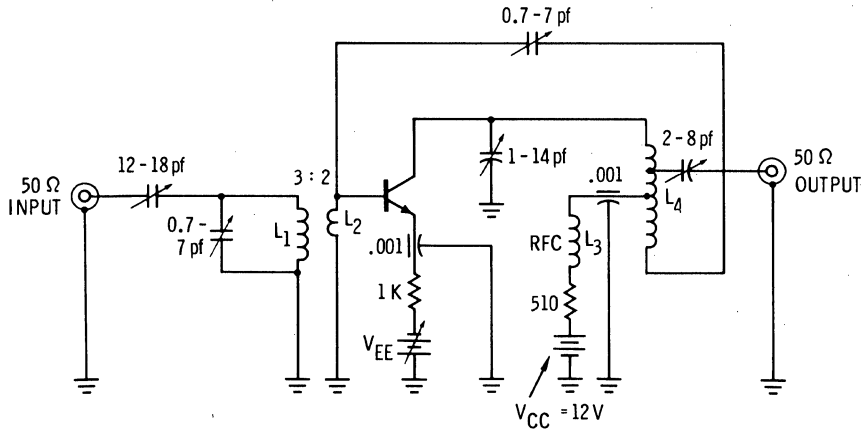 0.7-7 pf
12-18 pf
50 Ω
INPUT
0.7-
7 pf
L1
3:2
L2
.001
1 K
VEE
1-14 pf
.001
RFC
L3
510
VCC = 12 V
2-8 pf
L4
50 Ω
OUTPUT